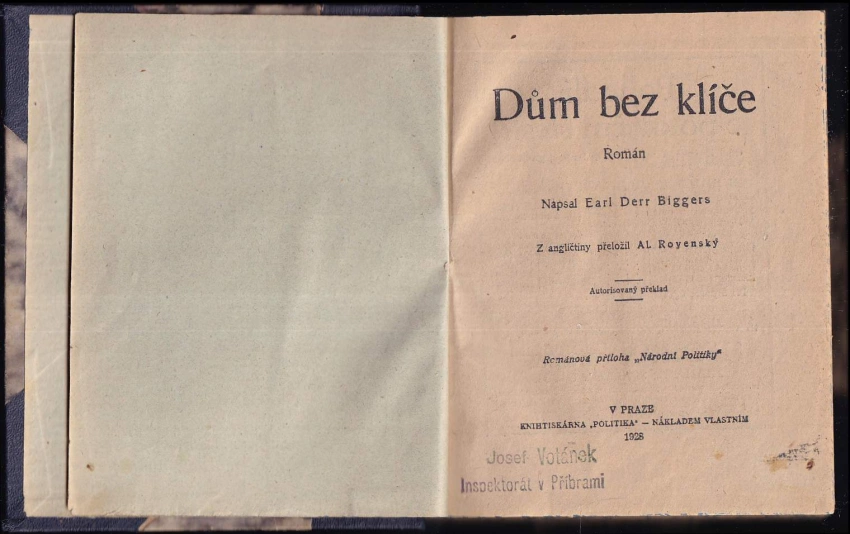 Dům bez klíče
Román
Napsal Earl Derr Biggers
Z angličtiny přeložil Al. Royenský
Autorisovaný překlad
Románová příloha „Národní Politiky“
V PRAZE
KNIHTISKÁRNA „POLITIKA“ — NÁKLADEM VLASTNÍM
1928
Josef Volánek
Inspektorát v Příbrami